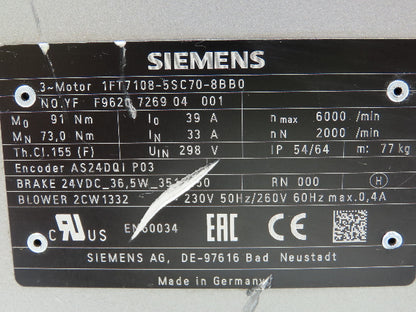 SIEMENS
3~Motor 1FT7108-5SC70-8BB0
NO.YF F9620 7269 04 001
M0 91 Nm I0 39 A n max 6000 /min
MN 73,0 Nm IN 33 A nN 2000 /min
Th.Cl.155 (F) UIN 298 V IP 54/64 m: 77 kg
Encoder AS24DQI P03
BRAKE 24VDC_36,5W RN 000 H
BLOWER 2CW1332 230V 50Hz/260V 60Hz max.0,4A
c RU US EN60034 EAC CE
SIEMENS AG, DE-97616 Bad Neustadt
Made in Germany